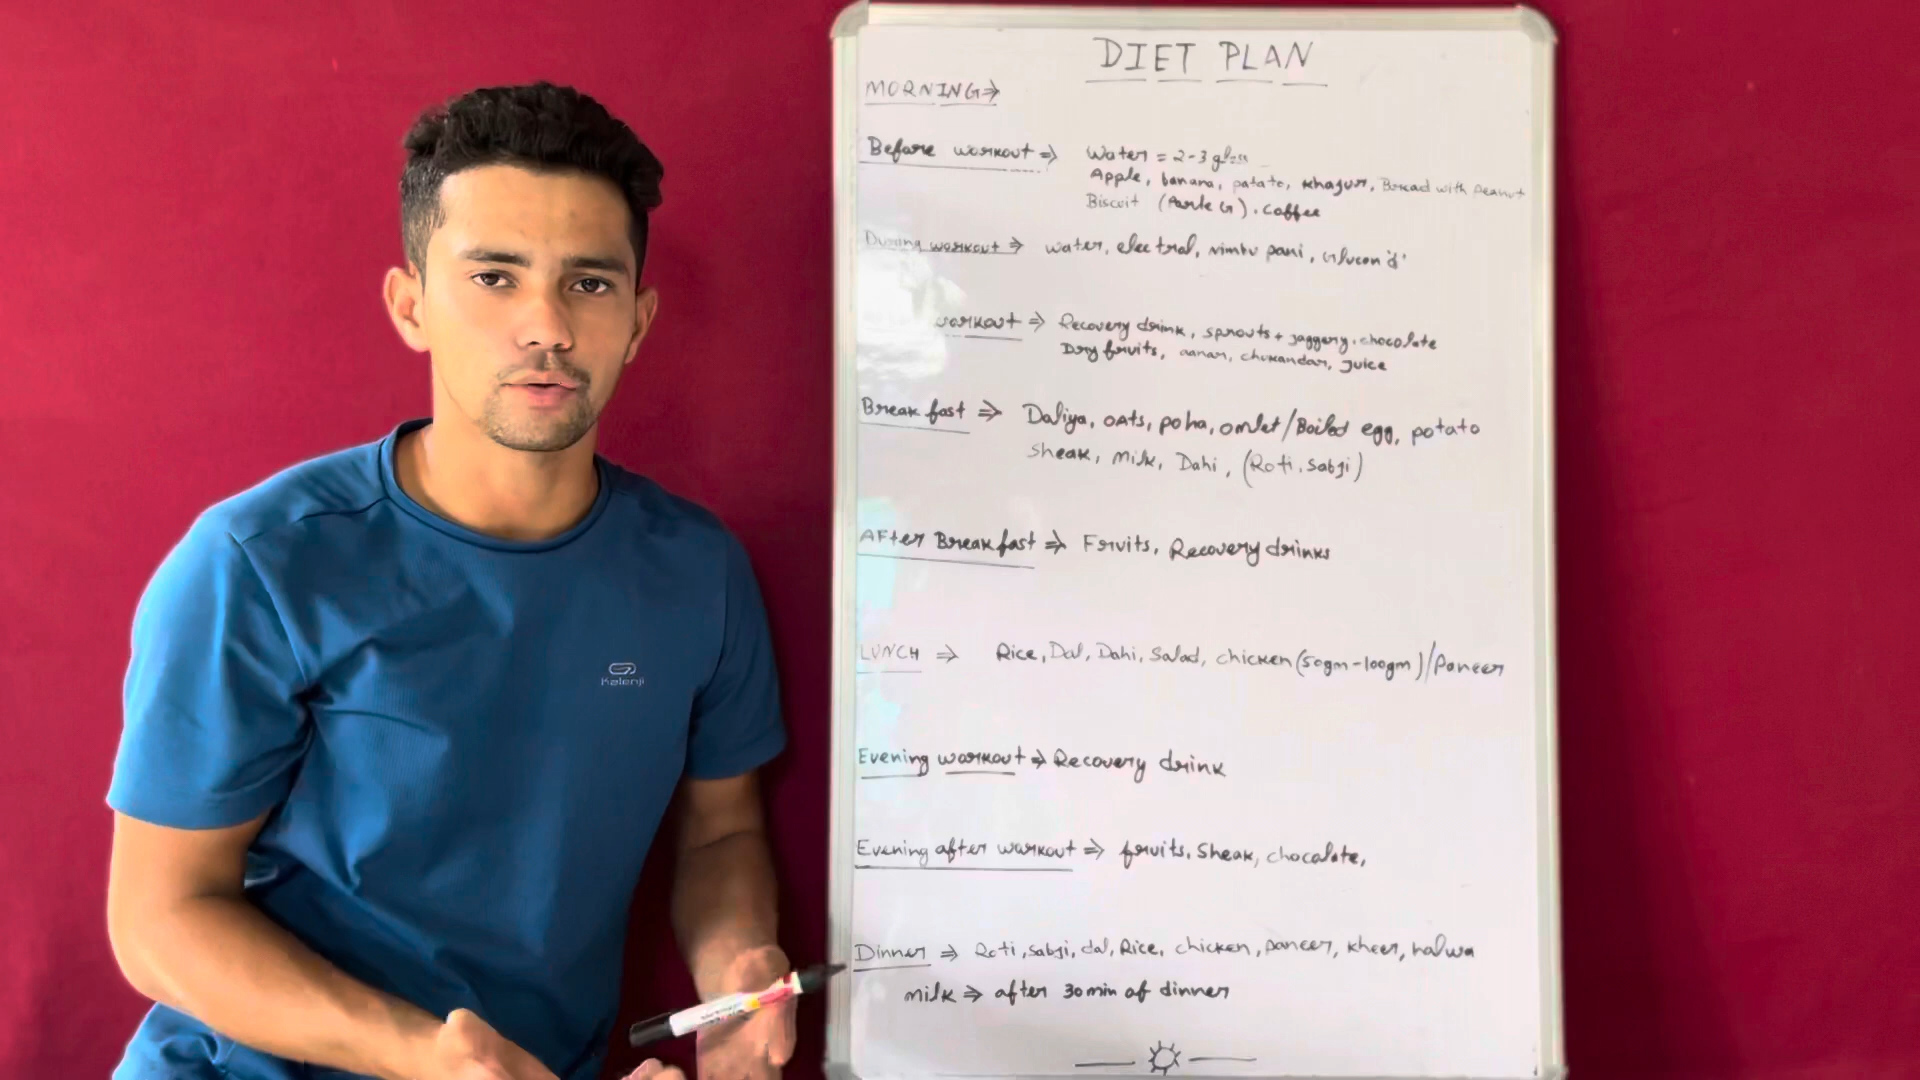 DIET PLAN
MORNING⇒
Before workout ⇒ Water = 2-3 glass
Apple, banana, patato, khajur, Bread with peanut
Biscuit (Parle G). Coffee
During workout ⇒ water, electral, nimbu pani, Glucon 'd'
workout ⇒ Recovery drink, sprouts + jaggery. chocolate
Dry fruits, aanar, chukandar, Juice
Breakfast ⇒ Daliya, OATS, poha, omlet/Boiled egg, potato
Sheak, Milk, Dahi, (Roti, Sabji)
AFter Breakfast ⇒ Fruits, Recovery drinks
LUNCH ⇒ Rice, Dal, Dahi, Salad, chicken (50gm-100gm)/Paneer
Evening workout ⇒ Recovery drink
Evening after workout ⇒ fruits, Sheak, chocolate,
Dinner ⇒ Roti, sabji, dal, Rice, chicken, paneer, kheer, halwa
milk ⇒ after 30 min of dinner
Kalenji